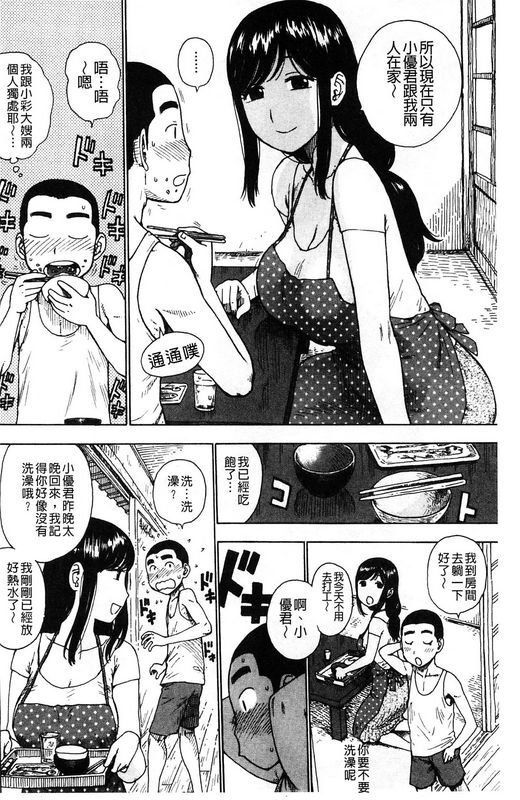 所以現在只有
小優君跟我兩
人在家～
……
通通噗
唔…唔
～嗯
我跟小彩大嫂兩
個人獨處耶～…
ドキ
ドキ
ドキ
ドキ
我已經吃
飽了…
コト
我到房間
去躺一下
好了～
我今天不用
去打工～
啊、小
優君～
你要不要
洗澡呢
ドキ
ドキ
洗…洗
澡？
小優君昨晚太
晚回來，我記
得你好像沒有
洗澡哦？
我剛剛已經放
好熱水了～